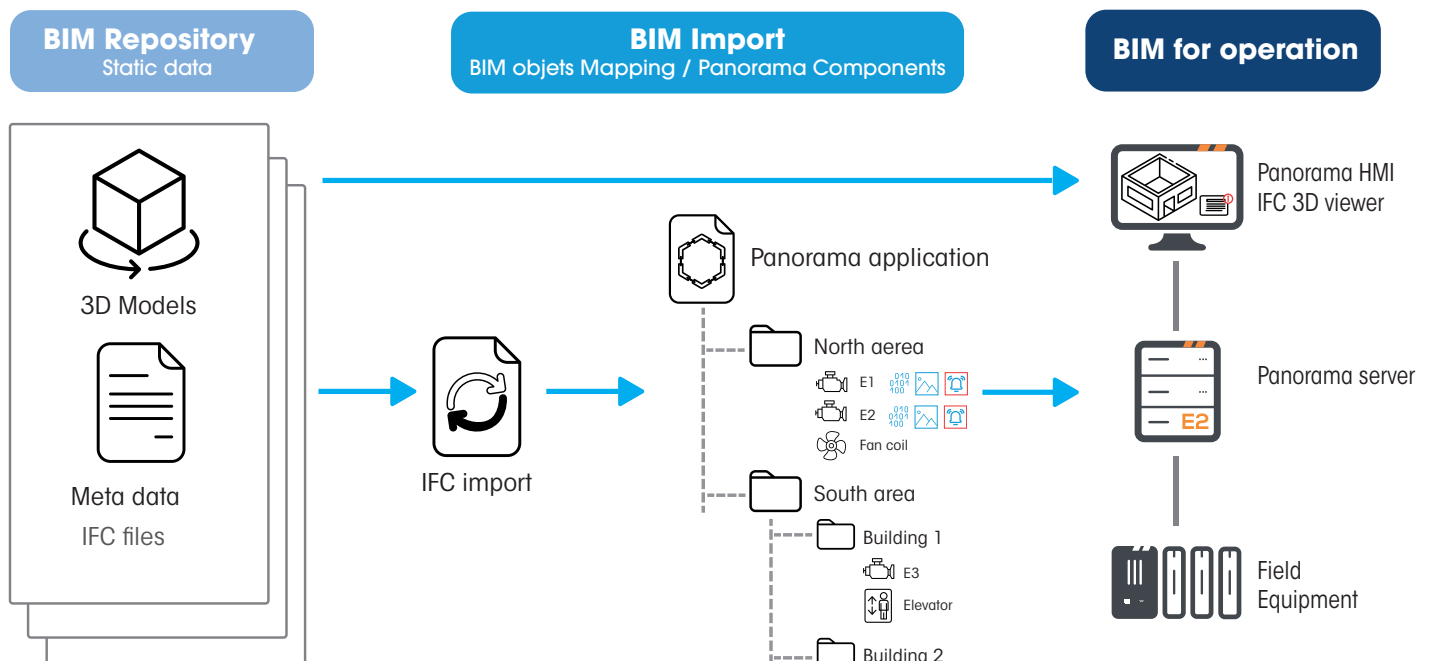 BIM Repository
Static data
BIM Import
BIM objets Mapping / Panorama Components
BIM for operation
3D Models
Meta data
IFC files
IFC import
Panorama application
North aerea
E1
010
0101
100
E2
010
0101
100
Fan coil
South area
Building 1
E3
Elevator
Building 2
Panorama HMI
IFC 3D viewer
Panorama server
E2
Field
Equipment